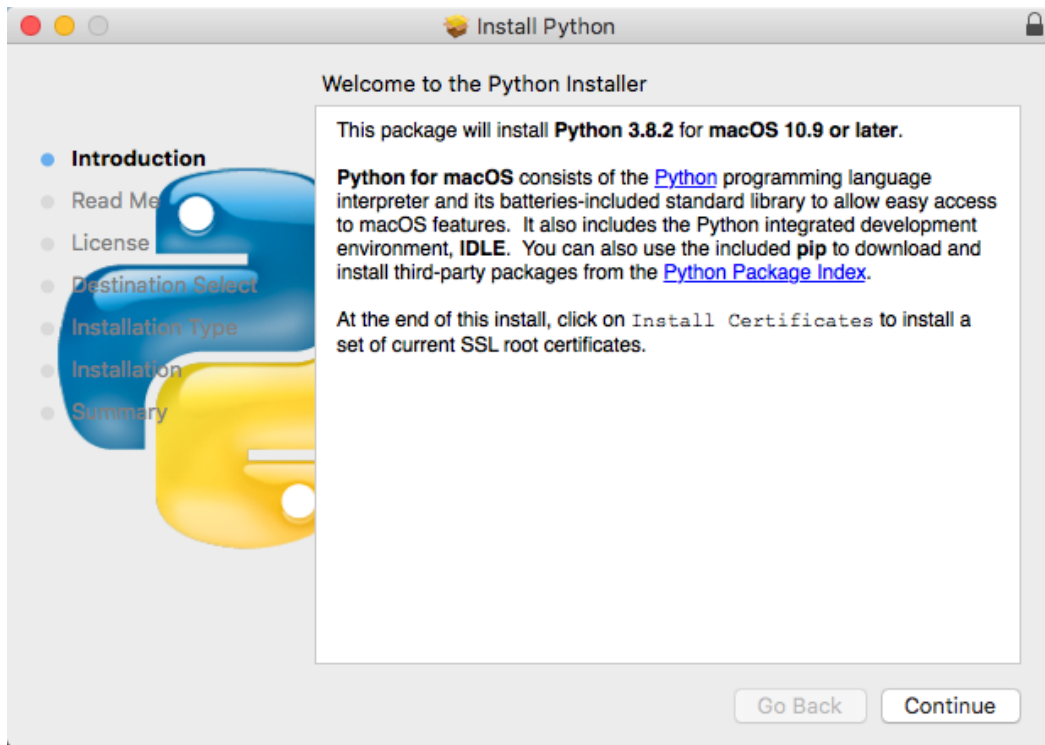 Install Python
Welcome to the Python Installer
Introduction
Read Me
License
Destination Select
Installation Type
Installation
Summary
This package will install Python 3.8.2 for macOS 10.9 or later.
Python for macOS consists of the Python programming language
interpreter and its batteries-included standard library to allow easy access
to macOS features. It also includes the Python integrated development
environment, IDLE. You can also use the included pip to download and
install third-party packages from the Python Package Index.
At the end of this install, click on Install Certificates to install a
set of current SSL root certificates.
Go Back
Continue